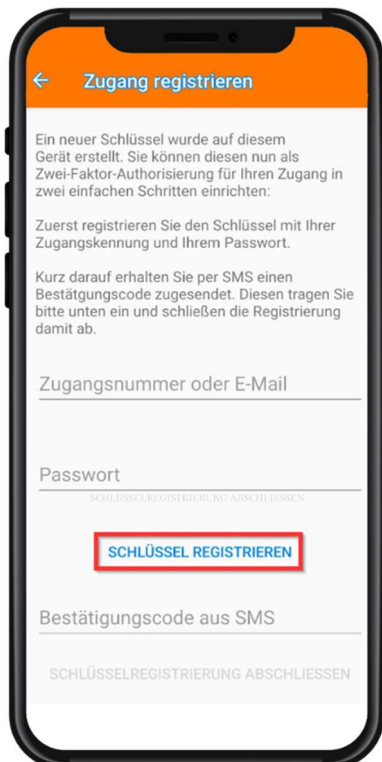 Zugang registrieren
Ein neuer Schlüssel wurde auf diesem
Gerät erstellt. Sie können diesen nun als
Zwei-Faktor-Authorisierung für Ihren Zugang in
zwei einfachen Schritten einrichten:
Zuerst registrieren Sie den Schlüssel mit Ihrer
Zugangskennung und Ihrem Passwort.
Kurz darauf erhalten Sie per SMS einen
Bestätgungscode zugesendet. Diesen tragen Sie
bitte unten ein und schließen die Registrierung
damit ab.
Zugangsnummer oder E-Mail
Passwort
SCHLÜSSELREGISTRIERUNG ABSCHLIESSEN
SCHLÜSSEL REGISTRIEREN
Bestätigungscode aus SMS
SCHLÜSSELREGISTRIERUNG ABSCHLIESSEN